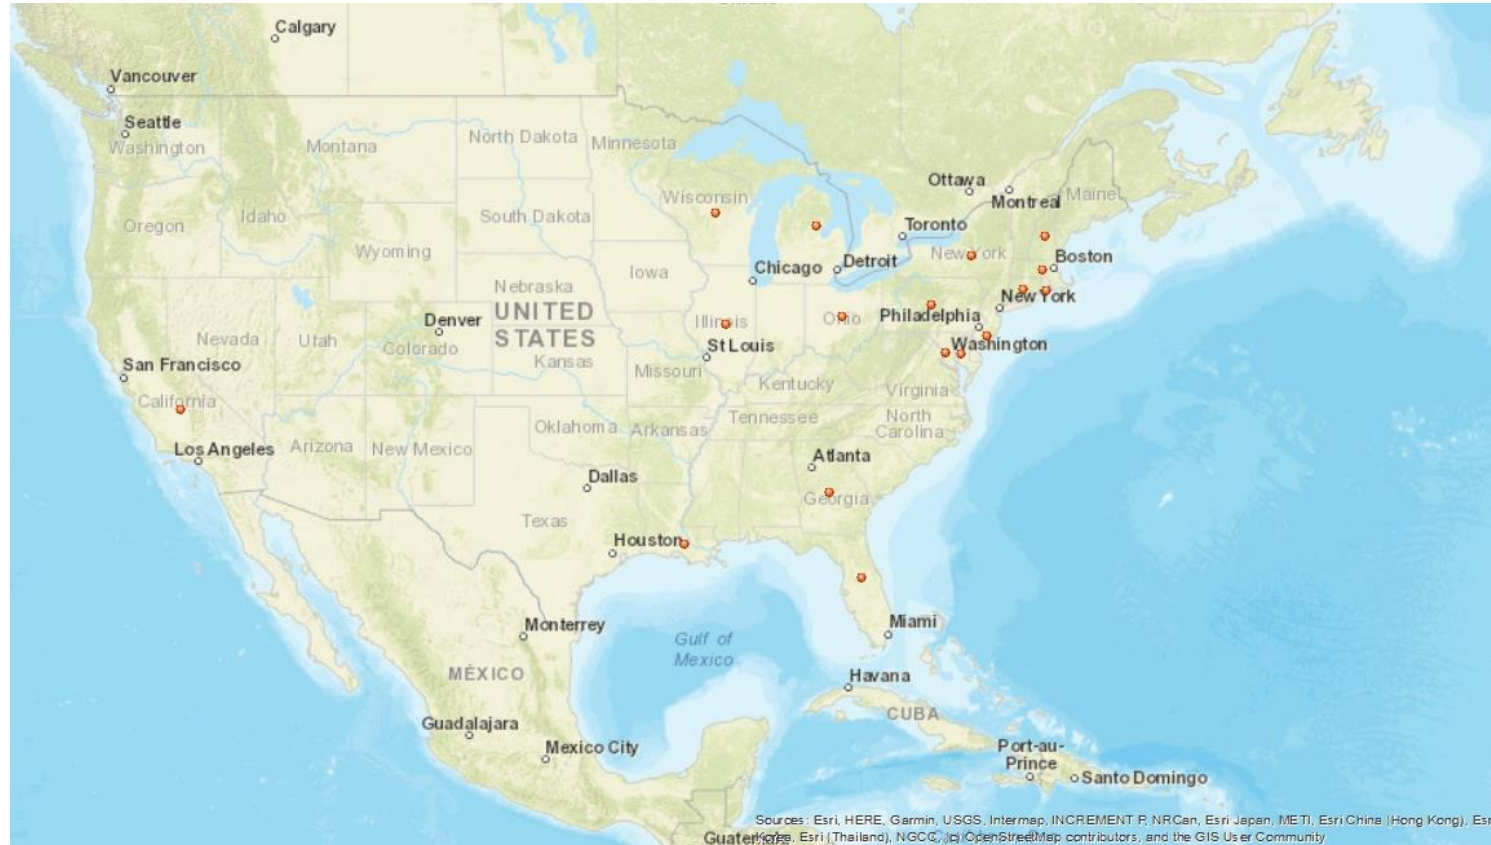 Calgary
Vancouver
Seattle
Washington
Montana
North Dakota
Minnesota
Ottawa
Montreal
Maine
Wisconsin
Oregon
Idaho
South Dakota
Toronto
New York
Wyoming
Boston
Iowa
Chicago
Detroit
Nebraska
New York
UNITED
STATES
Denver
Illinois
Ohio
Philadelphia
Nevada
Utah
Colorado
Kansas
St Louis
Washington
San Francisco
Missouri
Kentucky
Virginia
California
Tennessee
North
Carolina
Oklahoma
Arkansas
Los Angeles
Arizona
New Mexico
Atlanta
Dallas
Georgia
Texas
Houston
Monterrey
Miami
Gulf of
Mexico
MÉXICO
Havana
CUBA
Guadalajara
Mexico City
Port-au-
Prince
Santo Domingo
Sources: Esri, HERE, Garmin, USGS, Intermap, INCREMENT P, NRCan, Esri Japan, METI, Esri China (Hong Kong), Esri
Korea, Esri (Thailand), NGCC, (c) OpenStreetMap contributors, and the GIS User Community